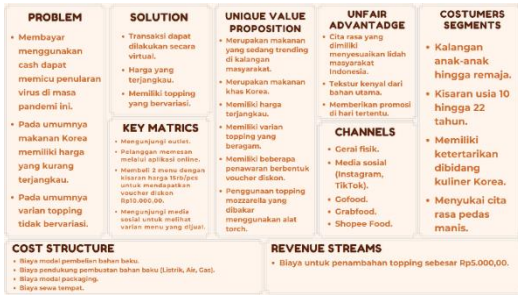 PROBLEM
• Membayar
menggunakan
cash dapat
memicu penularan
virus di masa
pandemi ini.
• Pada umumnya
makanan Korea
memiliki harga
yang kurang
terjangkau.
• Pada umumnya
varian topping
tidak bervariasi.
SOLUTION
• Transaksi dapat
dilakukan secara
virtual.
• Harga yang
terjangkau.
• Memiliki topping
yang bervariasi.
KEY MATRICS
• Mengunjungi outlet.
• Pelanggan memesan
melalui aplikasi online.
• Membeli 2 menu dengan
kisaran harga 15rb/pcs
untuk mendapatkan
voucher diskon
Rp10.000,00.
• Mengunjungi media
sosial untuk melihat
varian menu yang dijual.
UNIQUE VALUE
PROPOSITION
• Merupakan makanan
yang sedang trending
di kalangan
masyarakat.
• Merupakan makanan
khas Korea.
• Memiliki harga
terjangkau.
• Memiliki varian
topping yang
beragam.
• Memiliki beberapa
penawaran berbentuk
voucher diskon.
• Penggunaan topping
mozzarella yang
dibakar
menggunakan alat
torch.
UNFAIR
ADVANTADGE
• Cita rasa yang
dimiliki
menyesuaikan lidah
masyarakat
Indonesia.
• Tekstur kenyal dari
bahan utama.
• Memberikan promosi
di hari tertentu.
CHANNELS
• Gerai fisik.
• Media sosial
(Instagram,
TikTok).
• Gofood.
• Grabfood.
• Shopee Food.
COSTUMERS
SEGMENTS
• Kalangan
anak-anak
hingga remaja.
• Kisaran usia 10
hingga 22
tahun.
• Memiliki
ketertarikan
dibidang
kuliner Korea.
• Menyukai cita
rasa pedas
manis.
COST STRUCTURE
• Biaya modal pembelian bahan baku.
• Biaya pendukung pembuatan bahan baku (Listrik, Air, Gas).
• Biaya modal packaging.
• Biaya sewa tempat.
REVENUE STREAMS
• Biaya untuk penambahan topping sebesar Rp5.000,00.